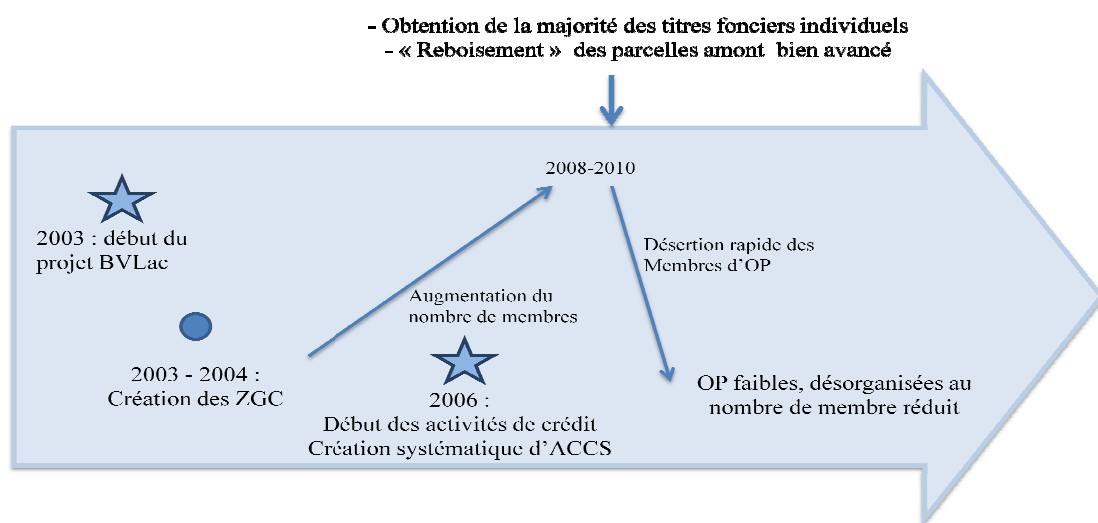 - Obtention de la majorité des titres fonciers individuels
- « Reboisement » des parcelles amont bien avancé
2008-2010
2003 : début du
projet BVLac
Désertion rapide des
Membres d'OP
Augmentation du
nombre de membres
2003 - 2004 :
Création des ZGC
2006 :
Début des activités de crédit
Création systématique d'ACCS
OP faibles, désorganisées au
nombre de membre réduit